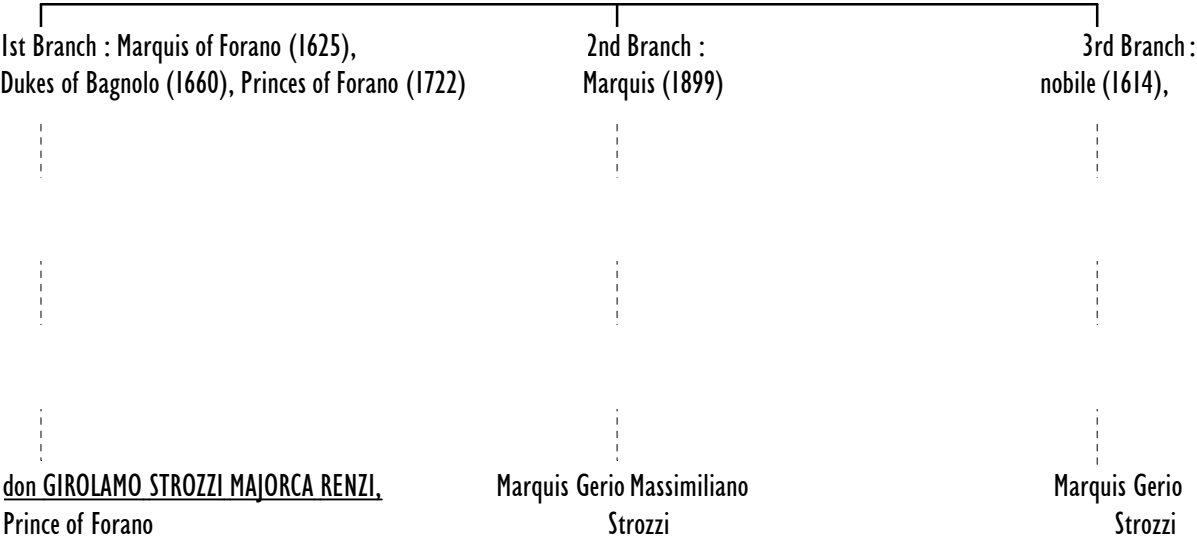 1st Branch : Marquis of Forano (1625),
Dukes of Bagnolo (1660), Princes of Forano (1722)
2nd Branch :
Marquis (1899)
3rd Branch :
nobile (1614),
don GIROLAMO STROZZI MAJORCA RENZI,
Prince of Forano
Marquis Gerio Massimiliano
Strozzi
Marquis Gerio
Strozzi